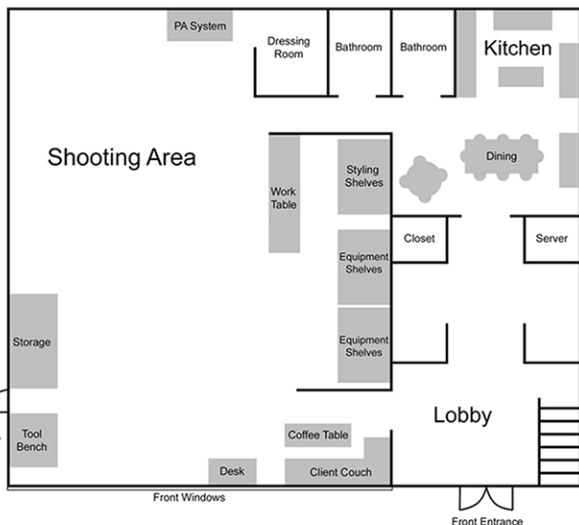 PA System
Dressing
Room
Bathroom
Bathroom
Kitchen
Shooting Area
Work
Table
Styling
Shelves
Dining
Closet
Server
Equipment
Shelves
Equipment
Shelves
Storage
Tool
Bench
Lobby
Coffee Table
Desk
Client Couch
Front Windows
Front Entrance